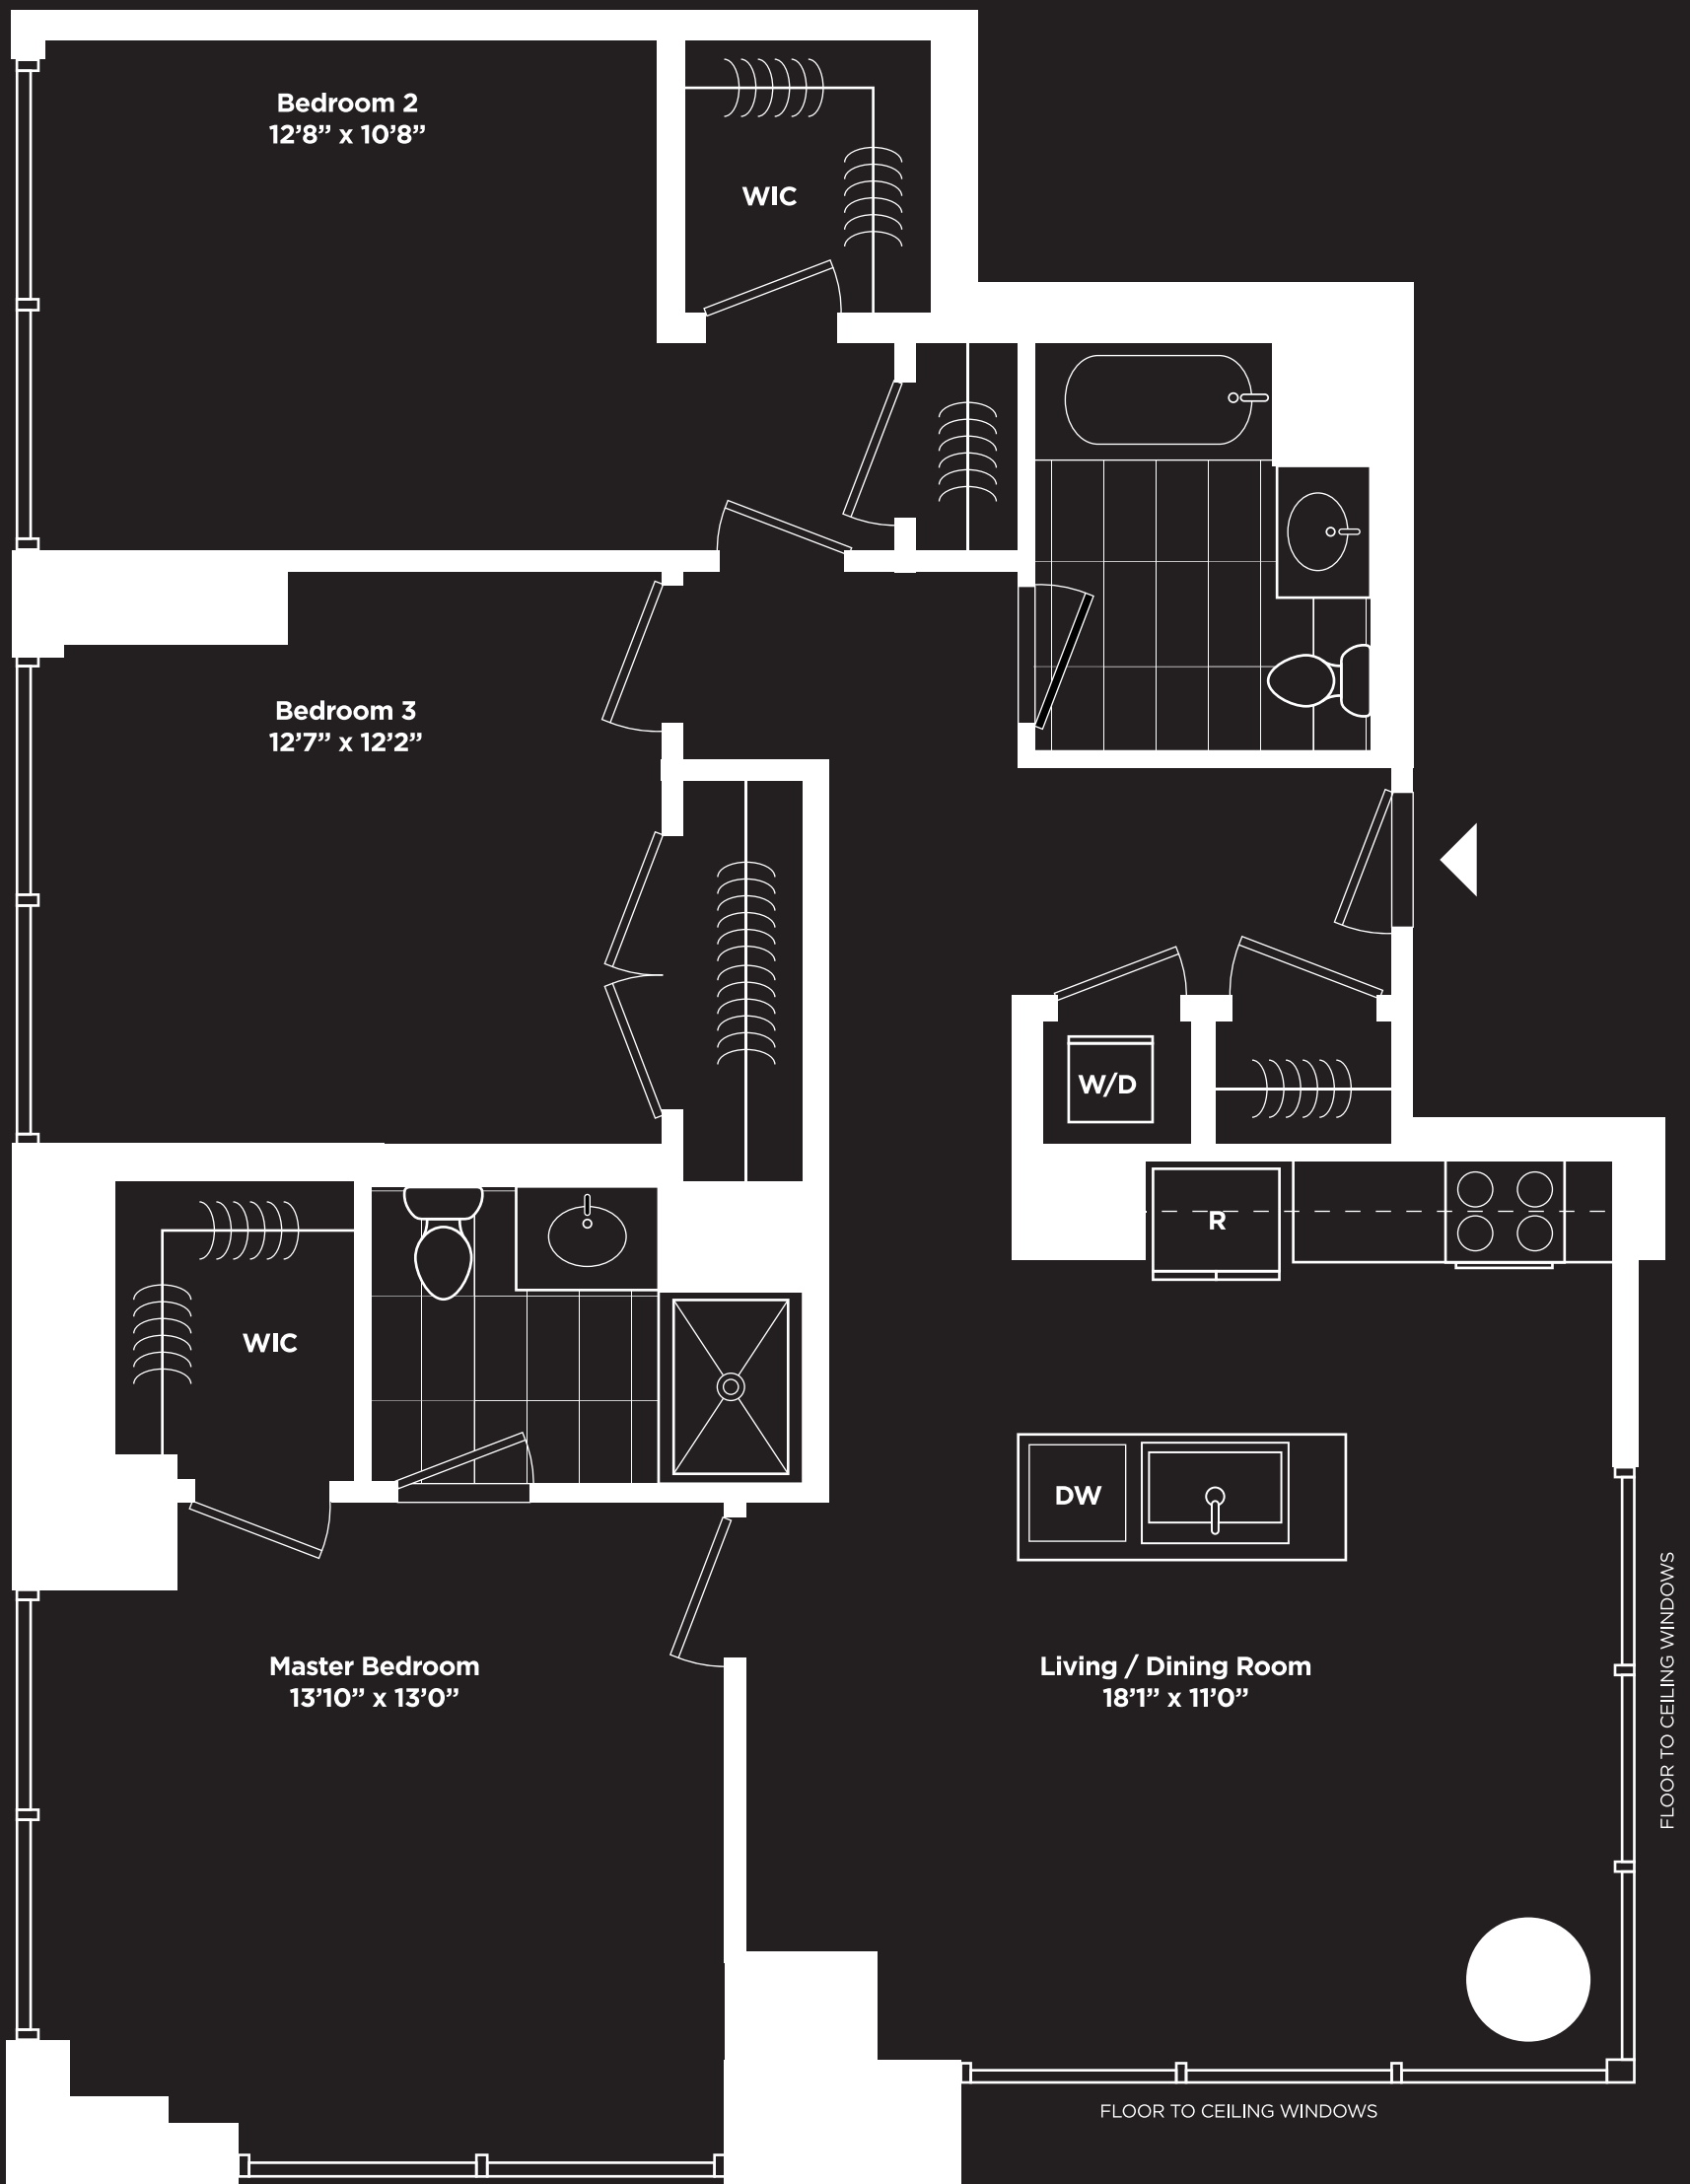 Bedroom 2
12’8” x 10’8”
WIC
Bedroom 3
12’7” x 12’2”
W/D
R
WIC
DW
Master Bedroom
13’10” x 13’0”
Living / Dining Room
18’1” x 11’0”
FLOOR TO CEILING WINDOWS
FLOOR TO CEILING WINDOWS